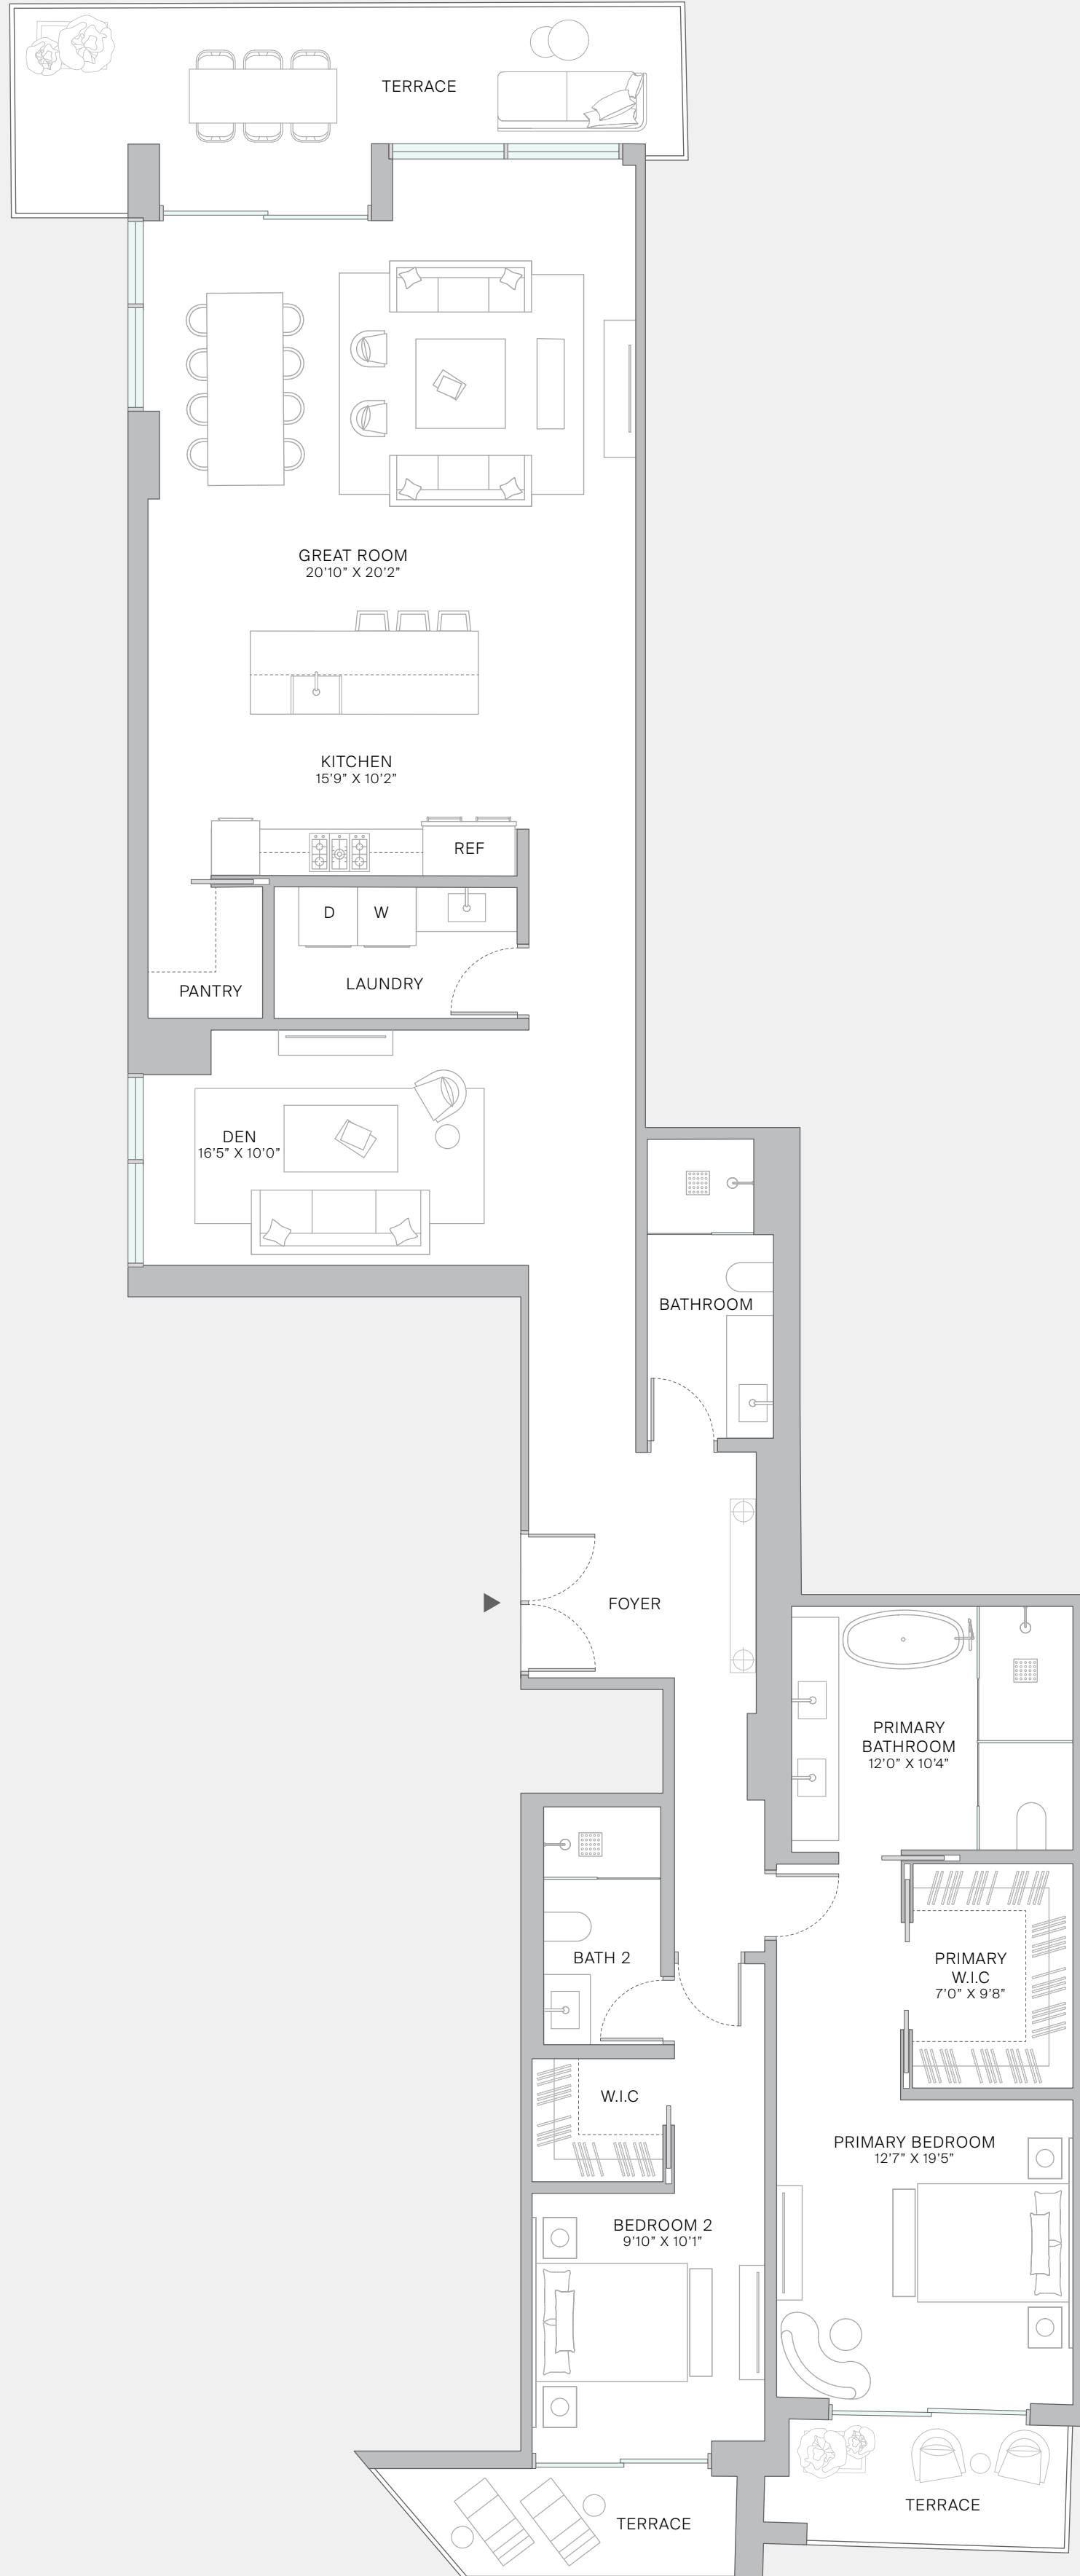 TERRACE
GREAT ROOM
20'10" X 20'2"
KITCHEN
15'9" X 10'2"
REF
D
W
LAUNDRY
PANTRY
DEN
16'5" X 10'0"
BATHROOM
FOYER
PRIMARY
BATHROOM
12'0" X 10'4"
BATH 2
PRIMARY
W.I.C
7'0" X 9'8"
W.I.C
PRIMARY BEDROOM
12'7" X 19'5"
BEDROOM 2
9'10" X 10'1"
TERRACE
TERRACE